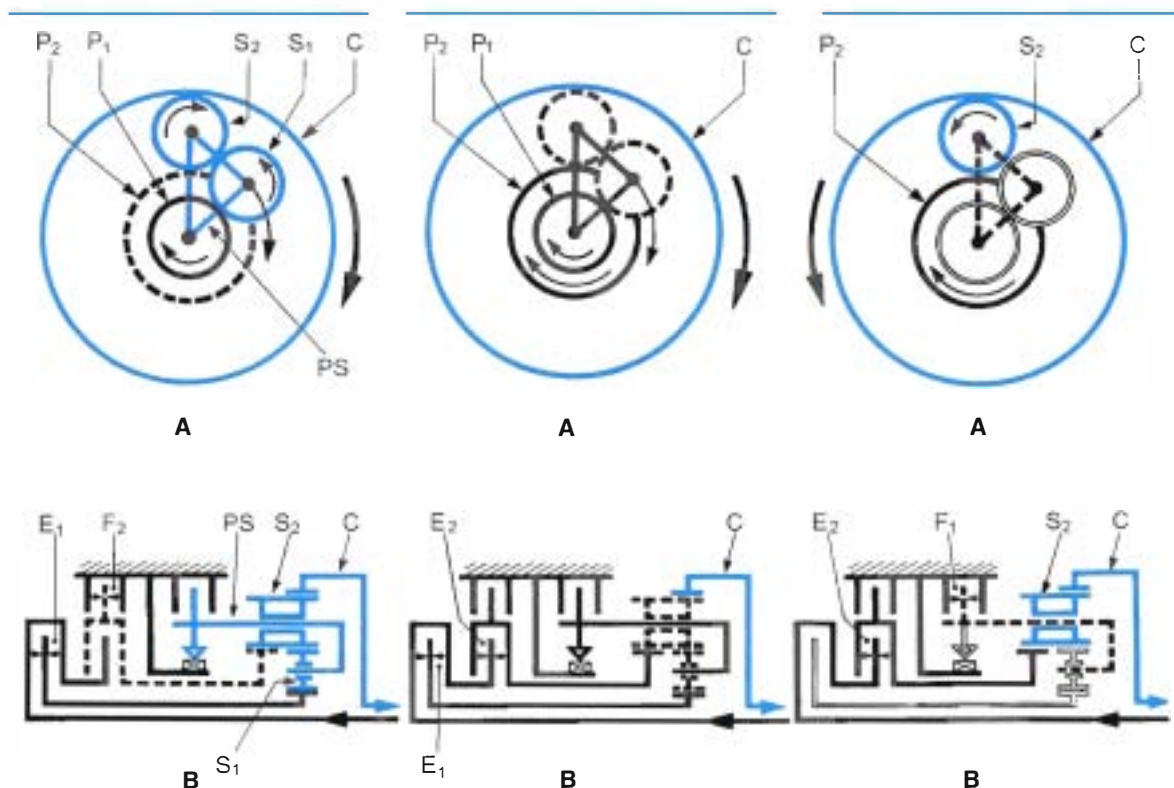 P2 P1 S2 S1 C
P2 P1 C
P2 S2 C
PS
A
A
A
E1 F2 PS S2 C
E2 C
E2 F1 S2 C
S1
E1
B
B
B